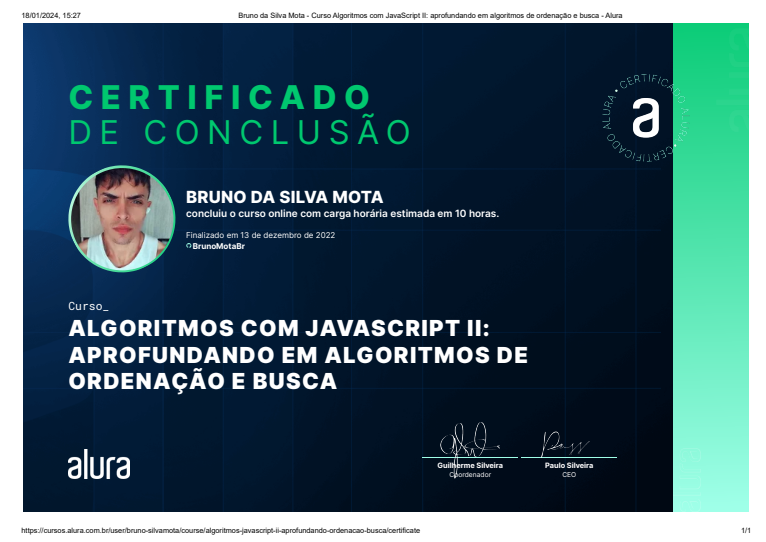 18/01/2024, 15:27
Bruno da Silva Mota - Curso Algoritmos com JavaScript II: aprofundando em algoritmos de ordenação e busca - Alura
CERTIFICADO
DE CONCLUSÃO
CERTIFICADO ALURA • CERTIFICADO ALURA •
a
alura
BRUNO DA SILVA MOTA
concluiu o curso online com carga horária estimada em 10 horas.
Finalizado em 13 de dezembro de 2022
BrunoMotaBr
Curso_
ALGORITMOS COM JAVASCRIPT II:
APROFUNDANDO EM ALGORITMOS DE
ORDENAÇÃO E BUSCA
alura
Guilherme Silveira
Coordenador
Paulo Silveira
CEO
https://cursos.alura.com.br/user/bruno-silvamota/course/algoritmos-javascript-ii-aprofundando-ordenacao-busca/certificate
1/1